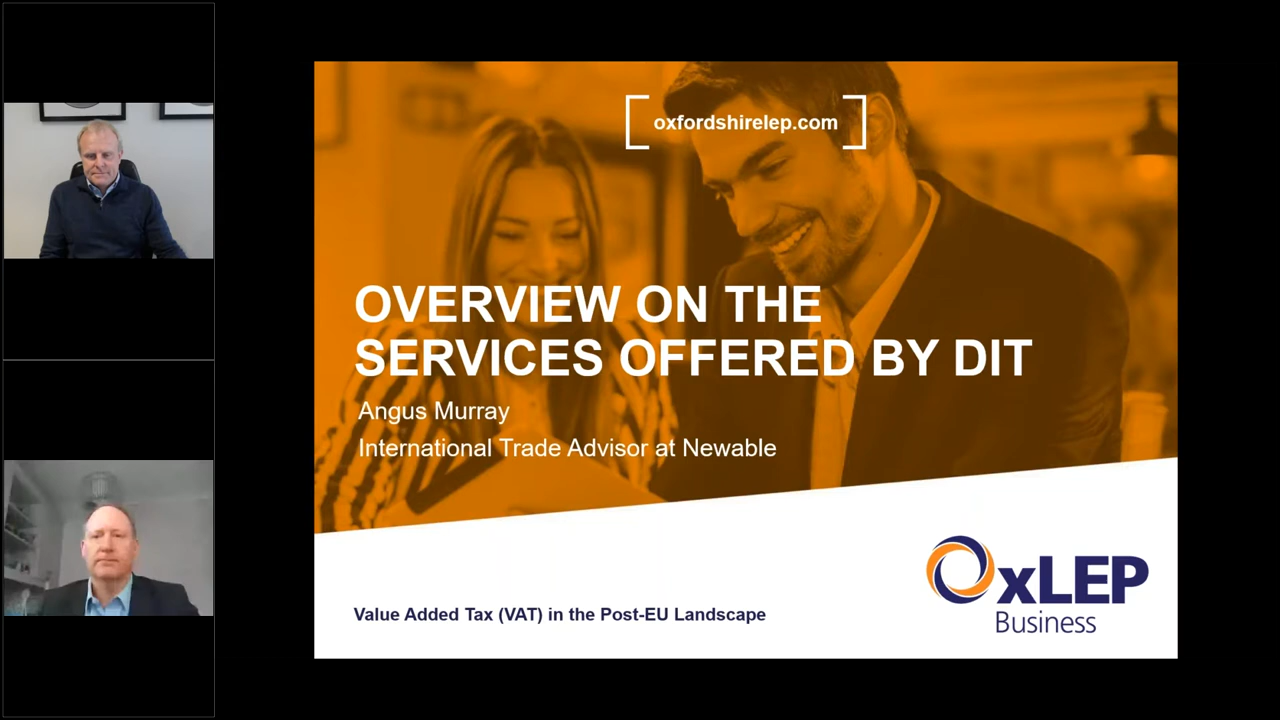 oxfordshirelep.com
OVERVIEW ON THE
SERVICES OFFERED BY DIT
Angus Murray
International Trade Advisor at Newable
Value Added Tax (VAT) in the Post-EU Landscape
OxLEP
Business